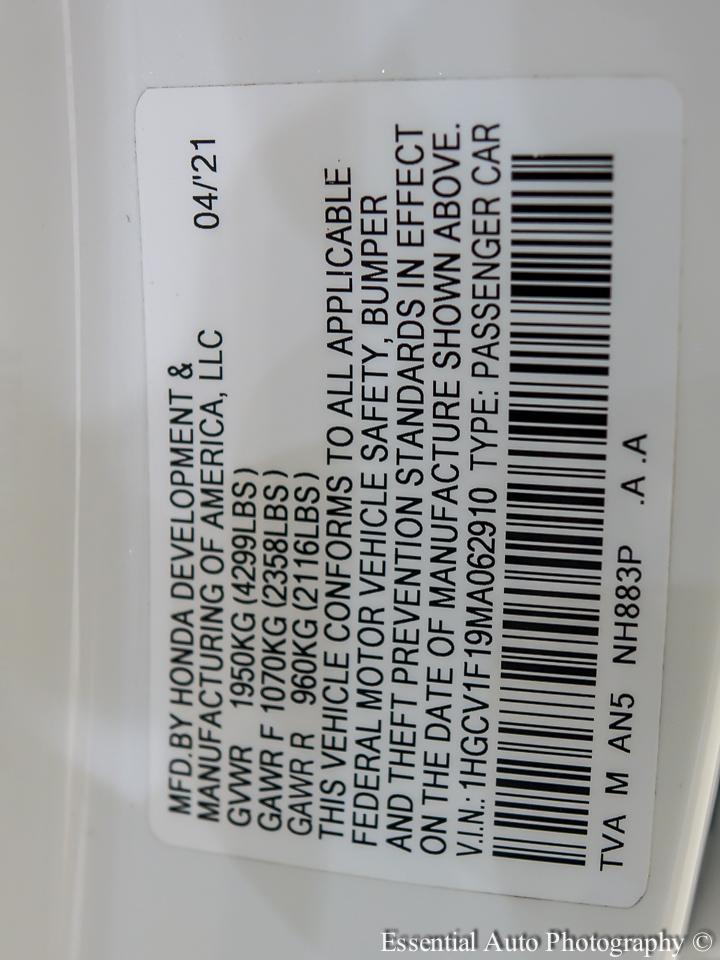 MFD.BY HONDA DEVELOPMENT &
MANUFACTURING OF AMERICA, LLC 04/'21
GVWR 1950KG (4299LBS)
GAWR F 1070KG (2358LBS)
GAWR R 960KG (2116LBS)
THIS VEHICLE CONFORMS TO ALL APPLICABLE
FEDERAL MOTOR VEHICLE SAFETY, BUMPER
AND THEFT PREVENTION STANDARDS IN EFFECT
ON THE DATE OF MANUFACTURE SHOWN ABOVE.
V.I.N.: 1HGCV1F19MA062910 TYPE: PASSENGER CAR
TVA M AN5 NH883P .A .A
Essential Auto Photography ©